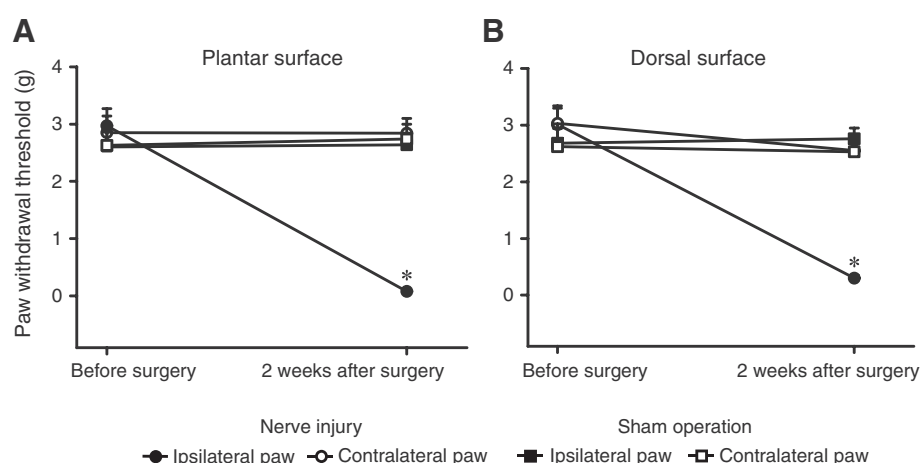 A
B
Plantar surface
Dorsal surface
Paw withdrawal threshold (g)
4
3
2
1
0
*
Before surgery
2 weeks after surgery
4
3
2
1
0
*
Before surgery
2 weeks after surgery
Nerve injury
Sham operation
Ipsilateral paw
Contralateral paw
Ipsilateral paw
Contralateral paw